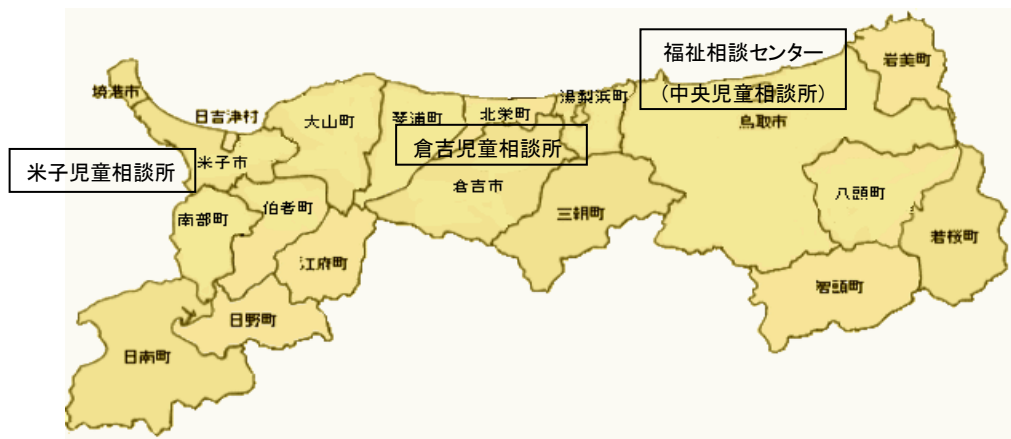 福祉相談センター
(中央児童相談所)
岩美町
境港市
日吉津村
大山町
琴浦町
北栄町
湯梨浜町
鳥取市
米子児童相談所
米子市
倉吉児童相談所
倉吉市
八頭町
南部町
伯耆町
三朝町
若桜町
江府町
智頭町
日野町
日南町